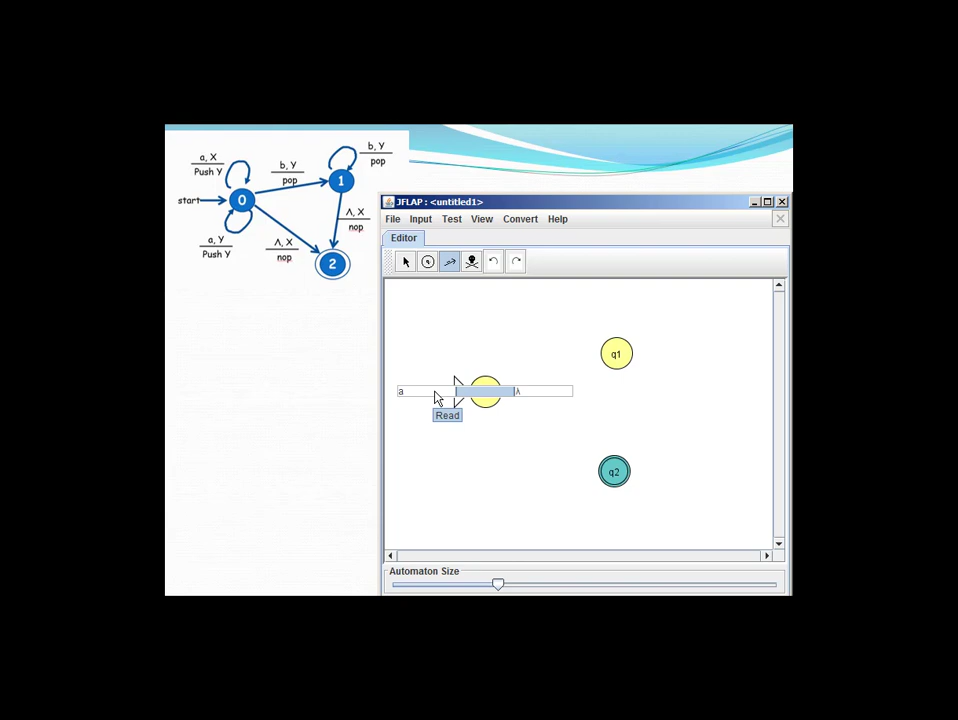 a, X
Push Y
b, Y
pop
b, Y
pop
1
start
0
Λ, X
nop
a, Y
Push Y
Λ, X
nop
2
JFLAP : <untitled1>
File Input Test View Convert Help
Editor
q1
a λ
Read
q2
Automaton Size